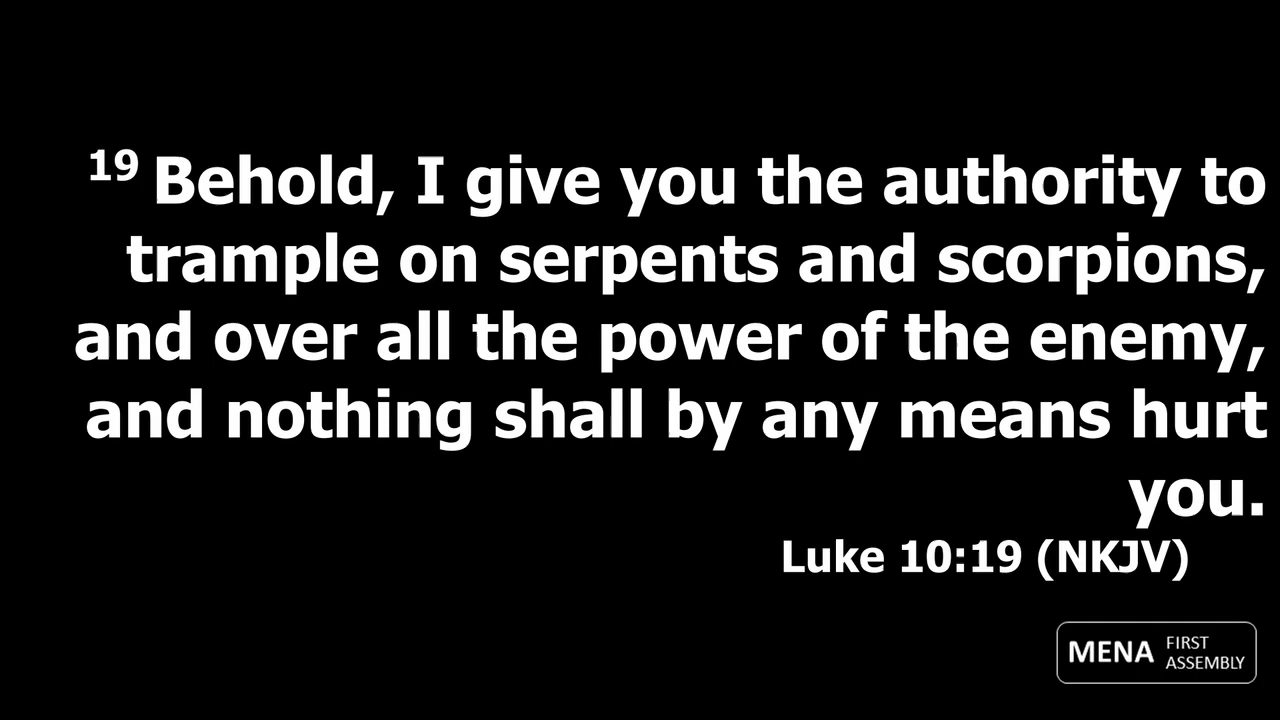 19 Behold, I give you the authority to
trample on serpents and scorpions,
and over all the power of the enemy,
and nothing shall by any means hurt
you.
Luke 10:19 (NKJV)
MENA FIRST
ASSEMBLY